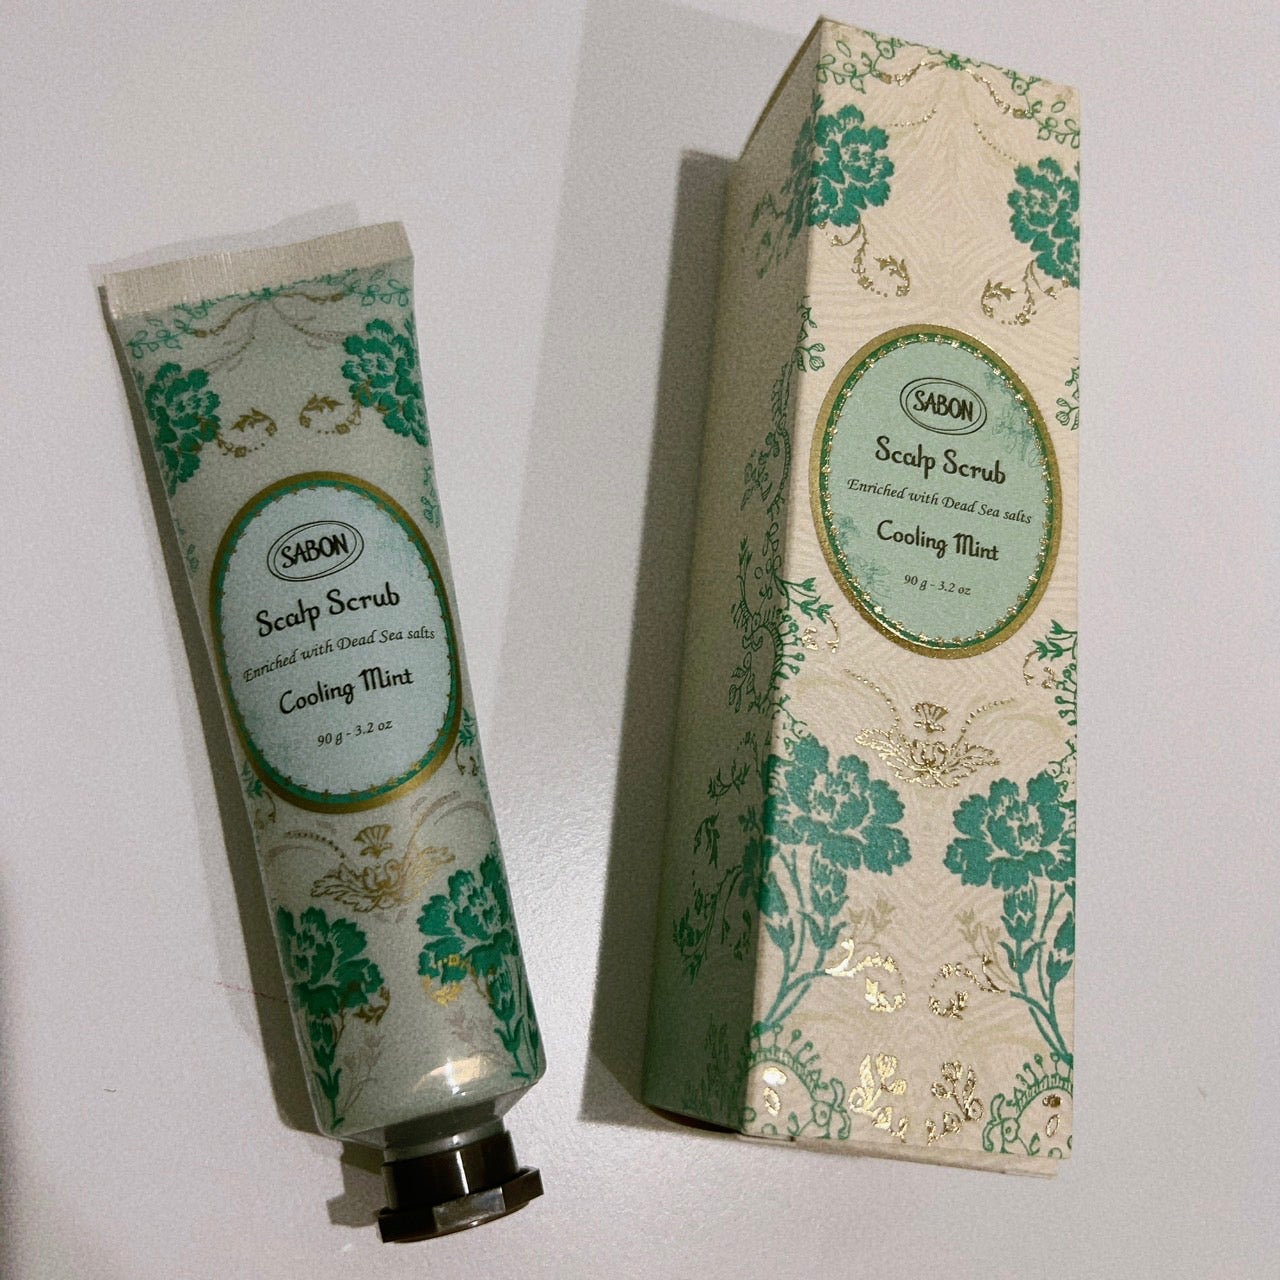 SABON
Scalp Scrub
Enriched with Dead Sea salts
Cooling Mint
90 g - 3.2 oz
SABON
Scalp Scrub
Enriched with Dead Sea salts
Cooling Mint
90 g - 3.2 oz